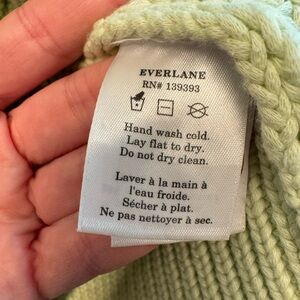 EVERLANE
RN# 139393
Hand wash cold.
Lay flat to dry.
Do not dry clean.
Laver à la main à
l'eau froide.
Sécher à plat.
Ne pas nettoyer à sec.